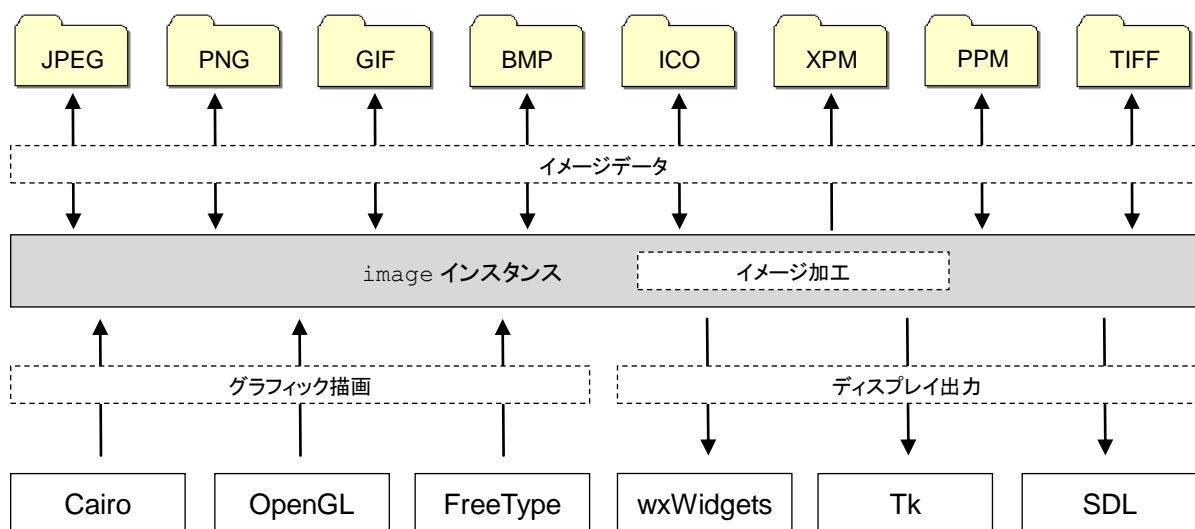 JPEG PNG GIF BMP ICO XPM PPM TIFF
イメージデータ
image インスタンス イメージ加工
グラフィック描画 ディスプレイ出力
Cairo OpenGL FreeType wxWidgets Tk SDL